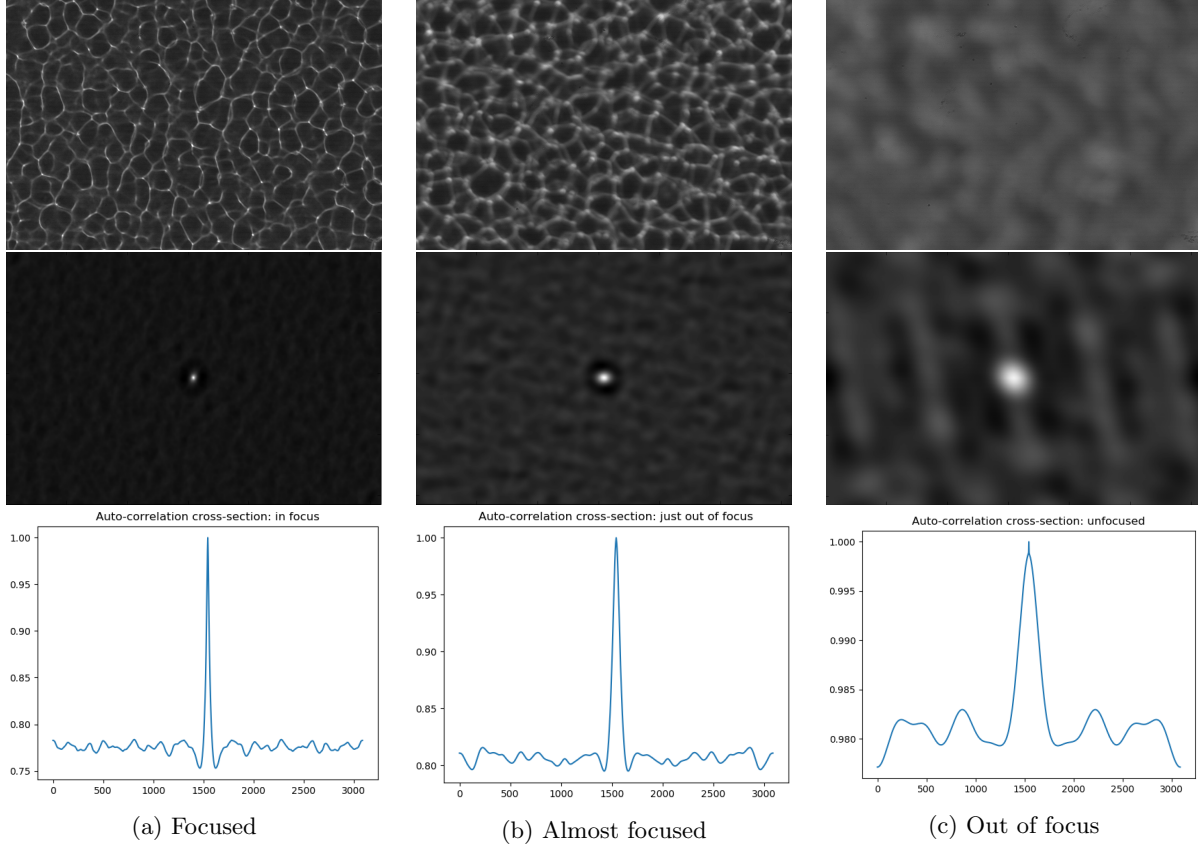 Auto-correlation cross-section: in focus
1.00
0.95
0.90
0.85
0.80
0.75
0 500 1000 1500 2000 2500 3000
(a) Focused
Auto-correlation cross-section: just out of focus
1.00
0.95
0.90
0.85
0.80
0 500 1000 1500 2000 2500 3000
(b) Almost focused
Auto-correlation cross-section: unfocused
1.000
0.995
0.990
0.985
0.980
0 500 1000 1500 2000 2500 3000
(c) Out of focus